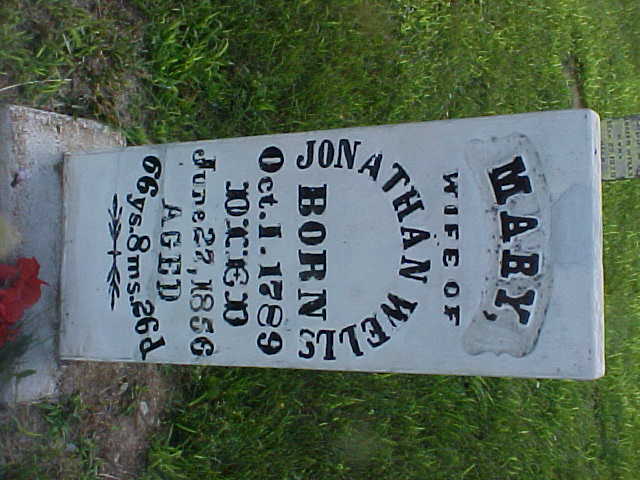 MARY,
WIFE OF
JONATHAN WELLS
BORN
Oct. 1. 1789
DIED
June 27, 1856
AGED
66 ys. 8 ms. 26 d